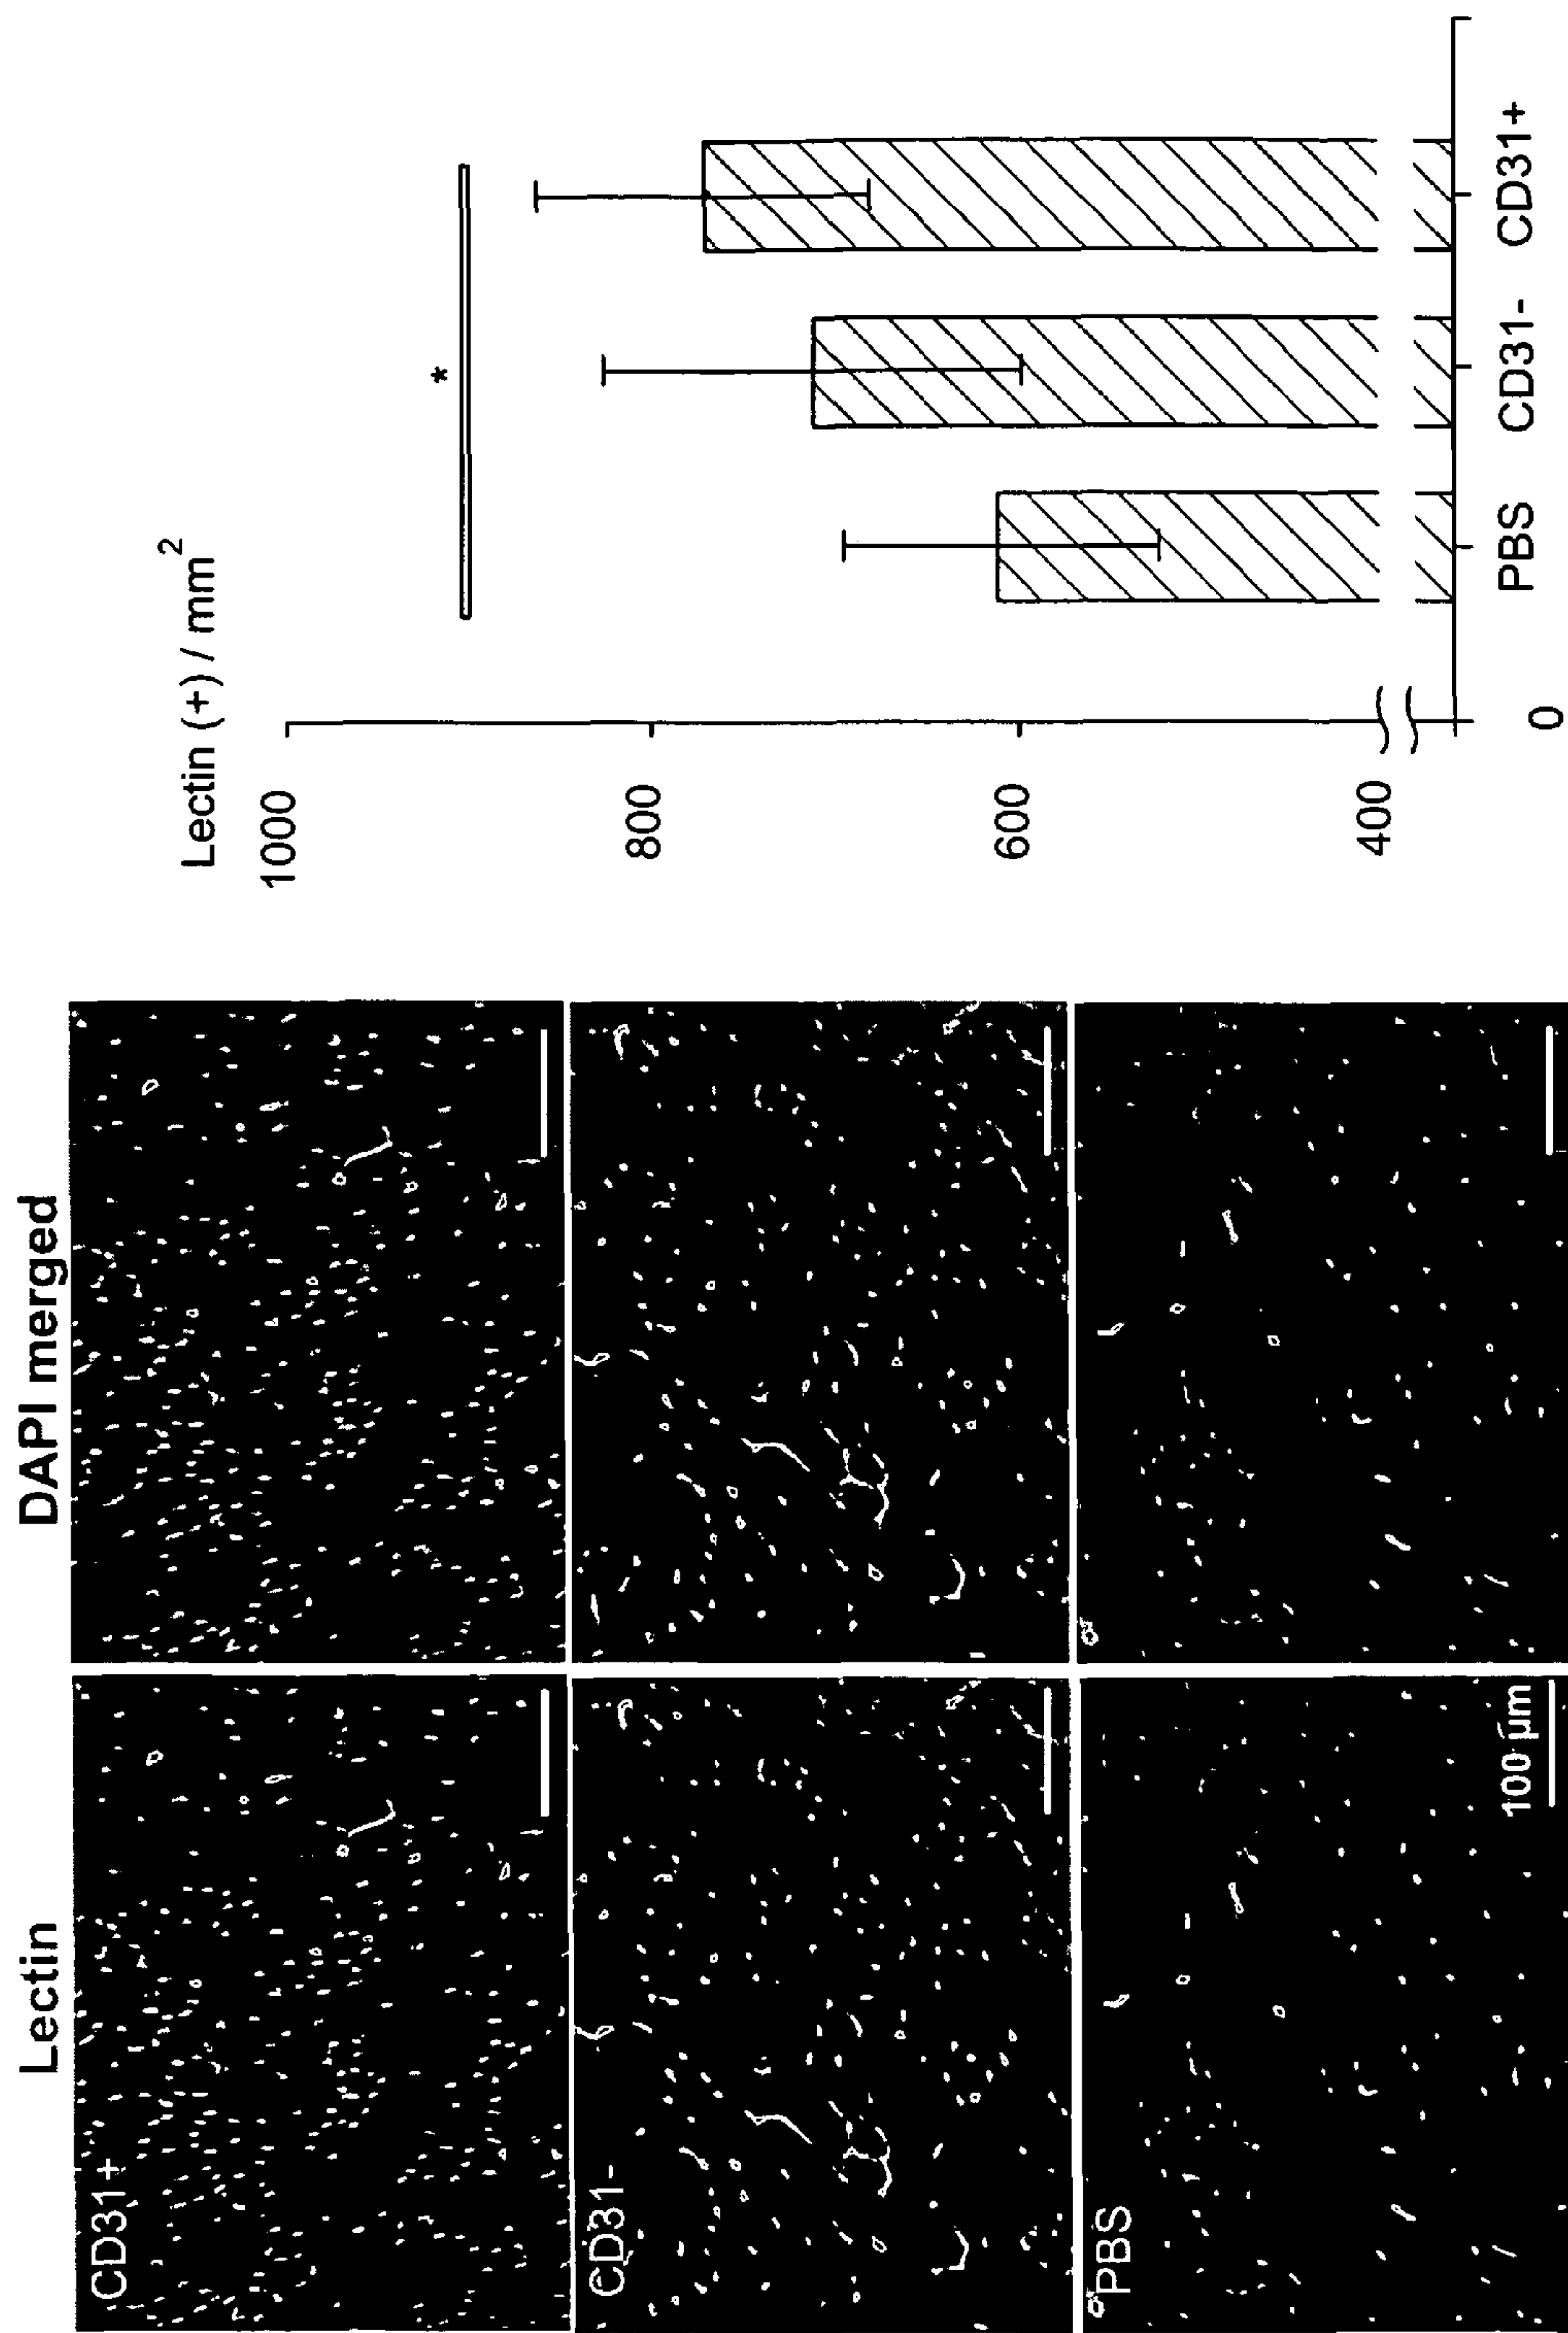 Lectin
DAPI merged
CD31+
CD31-
PBS
100 µm
Lectin (+) / mm²
1000
800
600
400
0
*
PBS
CD31-
CD31+